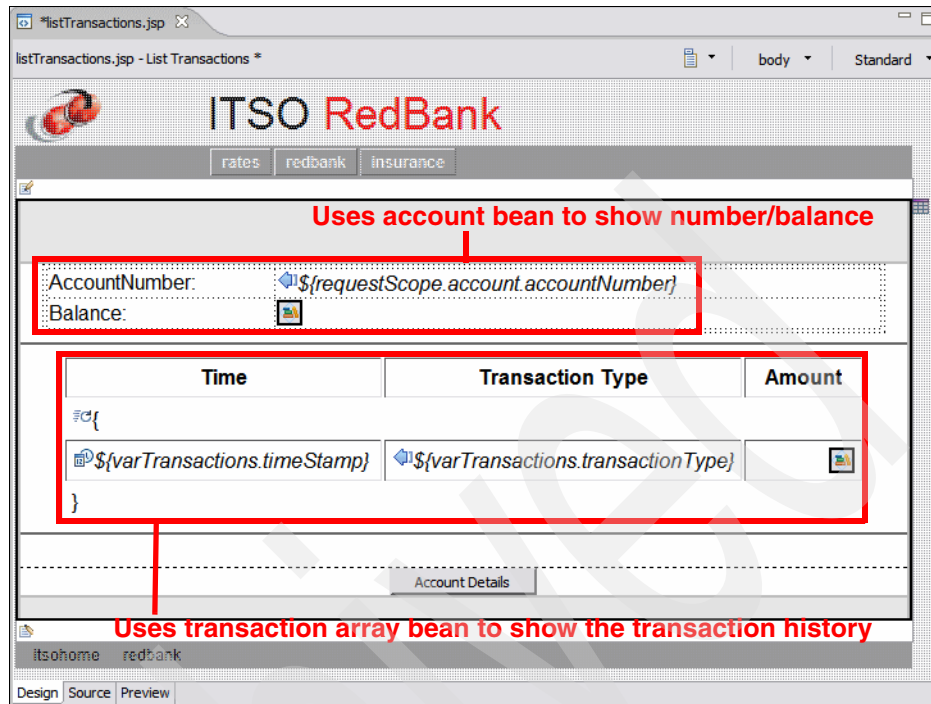 *listTransactions.jsp
listTransactions.jsp - List Transactions *
body
Standard
ITSO RedBank
rates redbank insurance
Uses account bean to show number/balance
AccountNumber: ${requestScope.account.accountNumber}
Balance:
Time Transaction Type Amount
{
${varTransactions.timeStamp} ${varTransactions.transactionType}
}
Account Details
Uses transaction array bean to show the transaction history
itsohome redbank
Design Source Preview